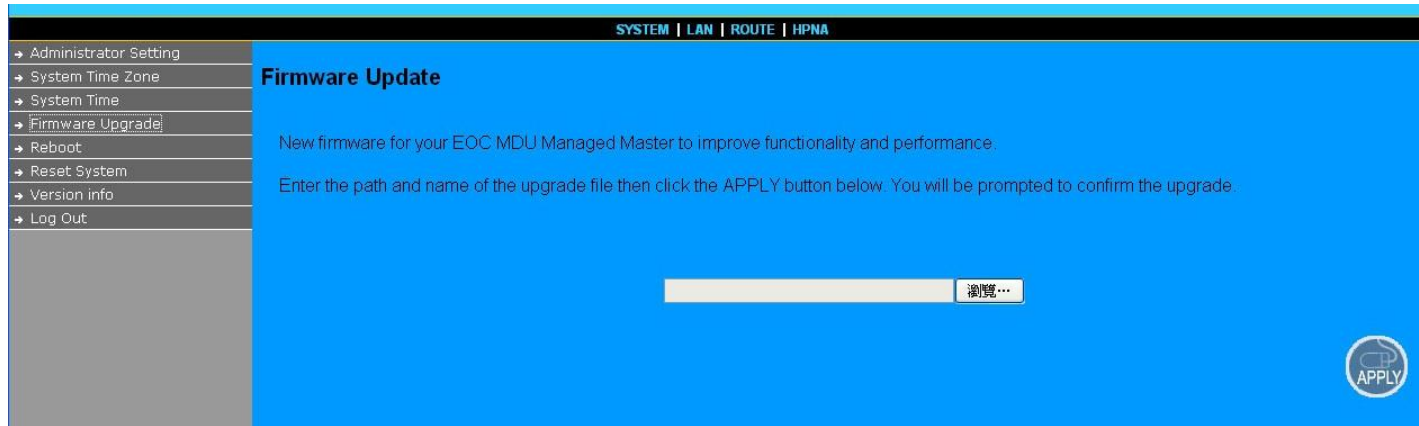 SYSTEM | LAN | ROUTE | HPNA
Administrator Setting
System Time Zone
System Time
Firmware Upgrade
Reboot
Reset System
Version info
Log Out
Firmware Update
New firmware for your EOC MDU Managed Master to improve functionality and performance.
Enter the path and name of the upgrade file then click the APPLY button below. You will be prompted to confirm the upgrade.
瀏覽…
APPLY